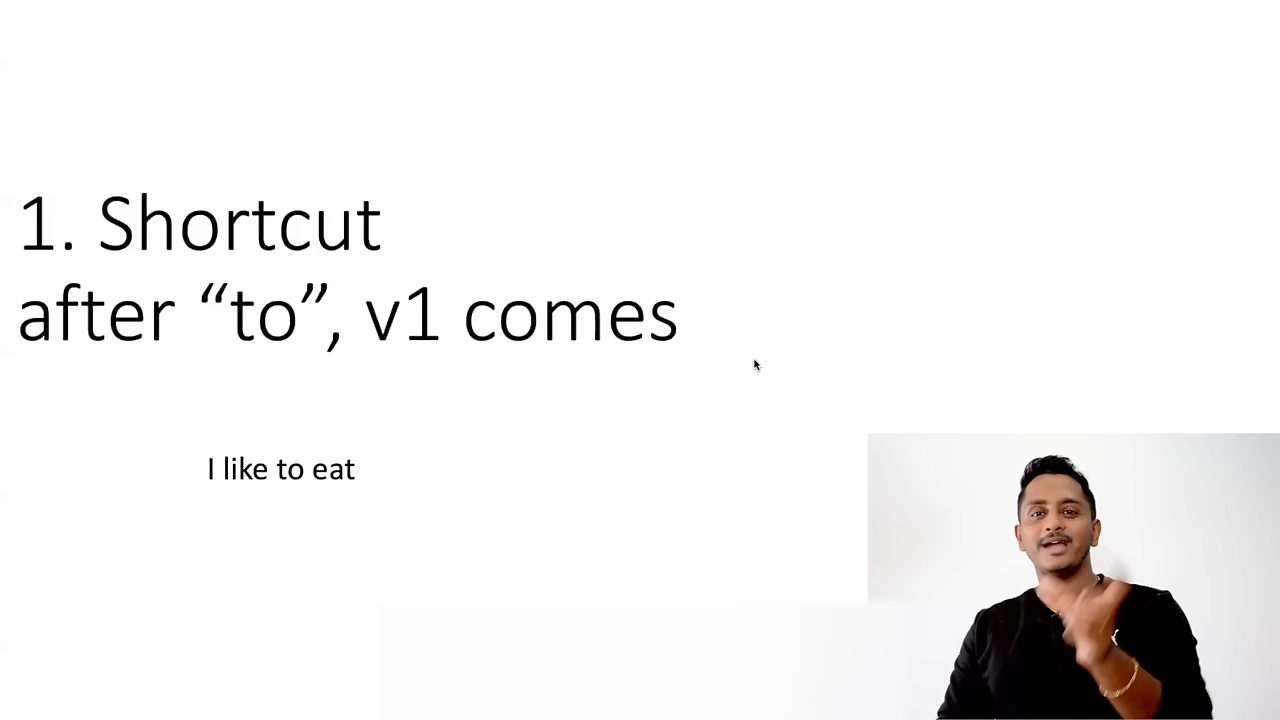 1. Shortcut
after “to”, v1 comes
I like to eat